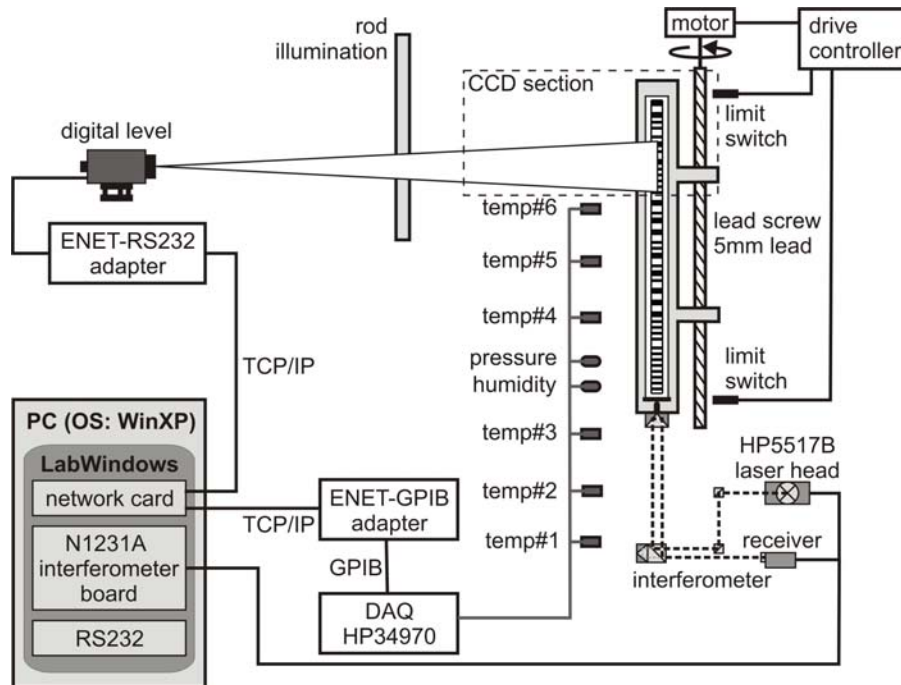 rod
illumination
motor
drive
controller
CCD section
limit
switch
digital level
temp#6
lead screw
5mm lead
ENET-RS232
adapter
temp#5
temp#4
TCP/IP
pressure
humidity
limit
switch
PC (OS: WinXP)
temp#3
HP5517B
laser head
LabWindows
network card
temp#2
ENET-GPIB
adapter
TCP/IP
N1231A
interferometer
board
temp#1
receiver
GPIB
interferometer
DAQ
HP34970
RS232